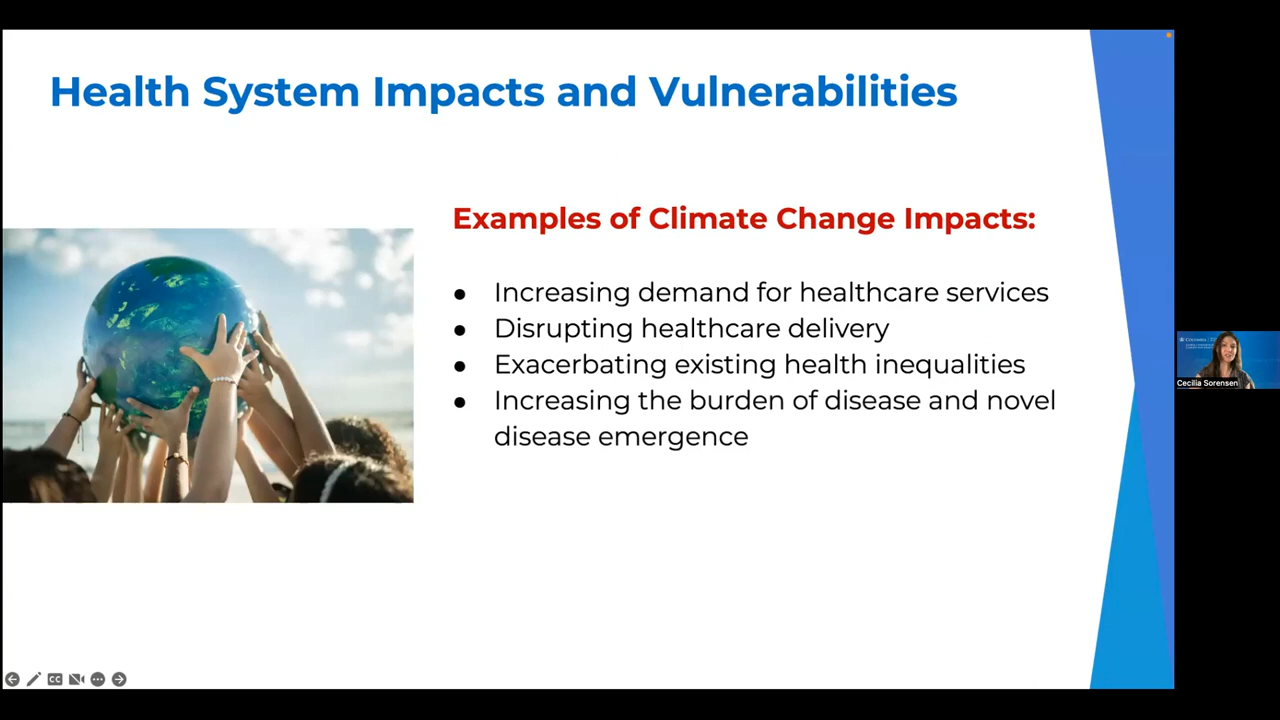 Health System Impacts and Vulnerabilities
Examples of Climate Change Impacts:
● Increasing demand for healthcare services
● Disrupting healthcare delivery
● Exacerbating existing health inequalities
● Increasing the burden of disease and novel
disease emergence
Cecilia Sorensen
CC